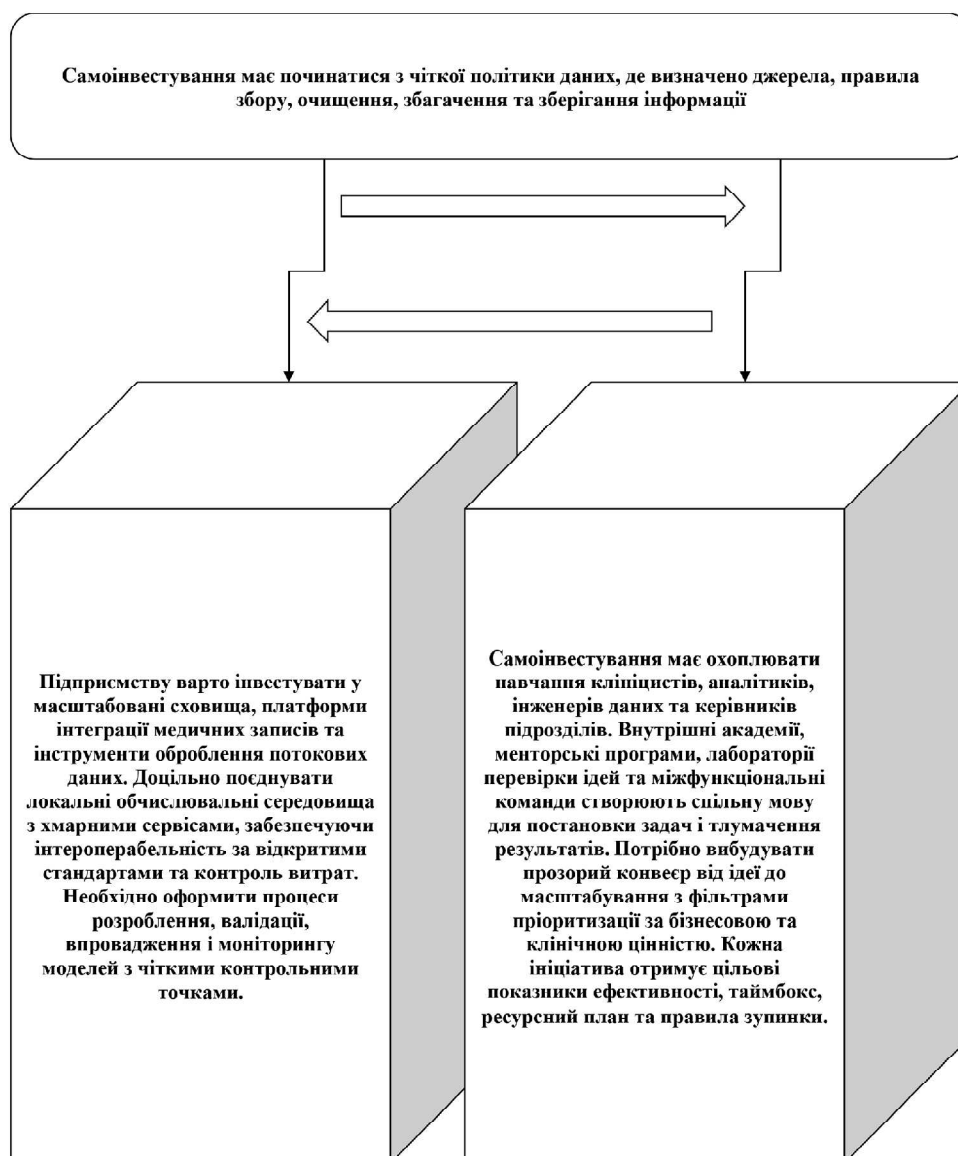 Самоінвестування має починатися з чіткої політики даних, де визначено джерела, правила
збору, очищення, збагачення та зберігання інформації
Підприємству варто інвестувати у
масштабовані сховища, платформи
інтеграції медичних записів та
інструменти оброблення потокових
даних. Доцільно поєднувати
локальні обчислювальні середовища
з хмарними сервісами, забезпечуючи
інтероперабельність за відкритими
стандартами та контроль витрат.
Необхідно оформити процеси
розроблення, валідації,
впровадження і моніторингу
моделей з чіткими контрольними
точками.
Самоінвестування має охоплювати
навчання клініцистів, аналітиків,
інженерів даних та керівників
підрозділів. Внутрішні академії,
менторські програми, лабораторії
перевірки ідей та міжфункціональні
команди створюють спільну мову
для постановки задач і тлумачення
результатів. Потрібно вибудувати
прозорий конвеєр від ідеї до
масштабування з фільтрами
пріоритизації за бізнесовою та
клінічною цінністю. Кожна
ініціатива отримує цільові
показники ефективності, таймбокс,
ресурсний план та правила зупинки.